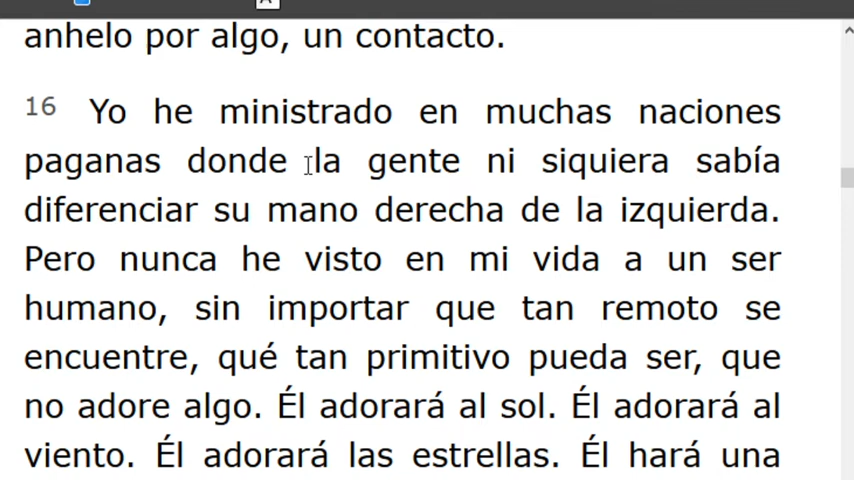 anhelo por algo, un contacto.
16 Yo he ministrado en muchas naciones
paganas donde la gente ni siquiera sabía
diferenciar su mano derecha de la izquierda.
Pero nunca he visto en mi vida a un ser
humano, sin importar que tan remoto se
encuentre, qué tan primitivo pueda ser, que
no adore algo. Él adorará al sol. Él adorará al
viento. Él adorará las estrellas. Él hará una